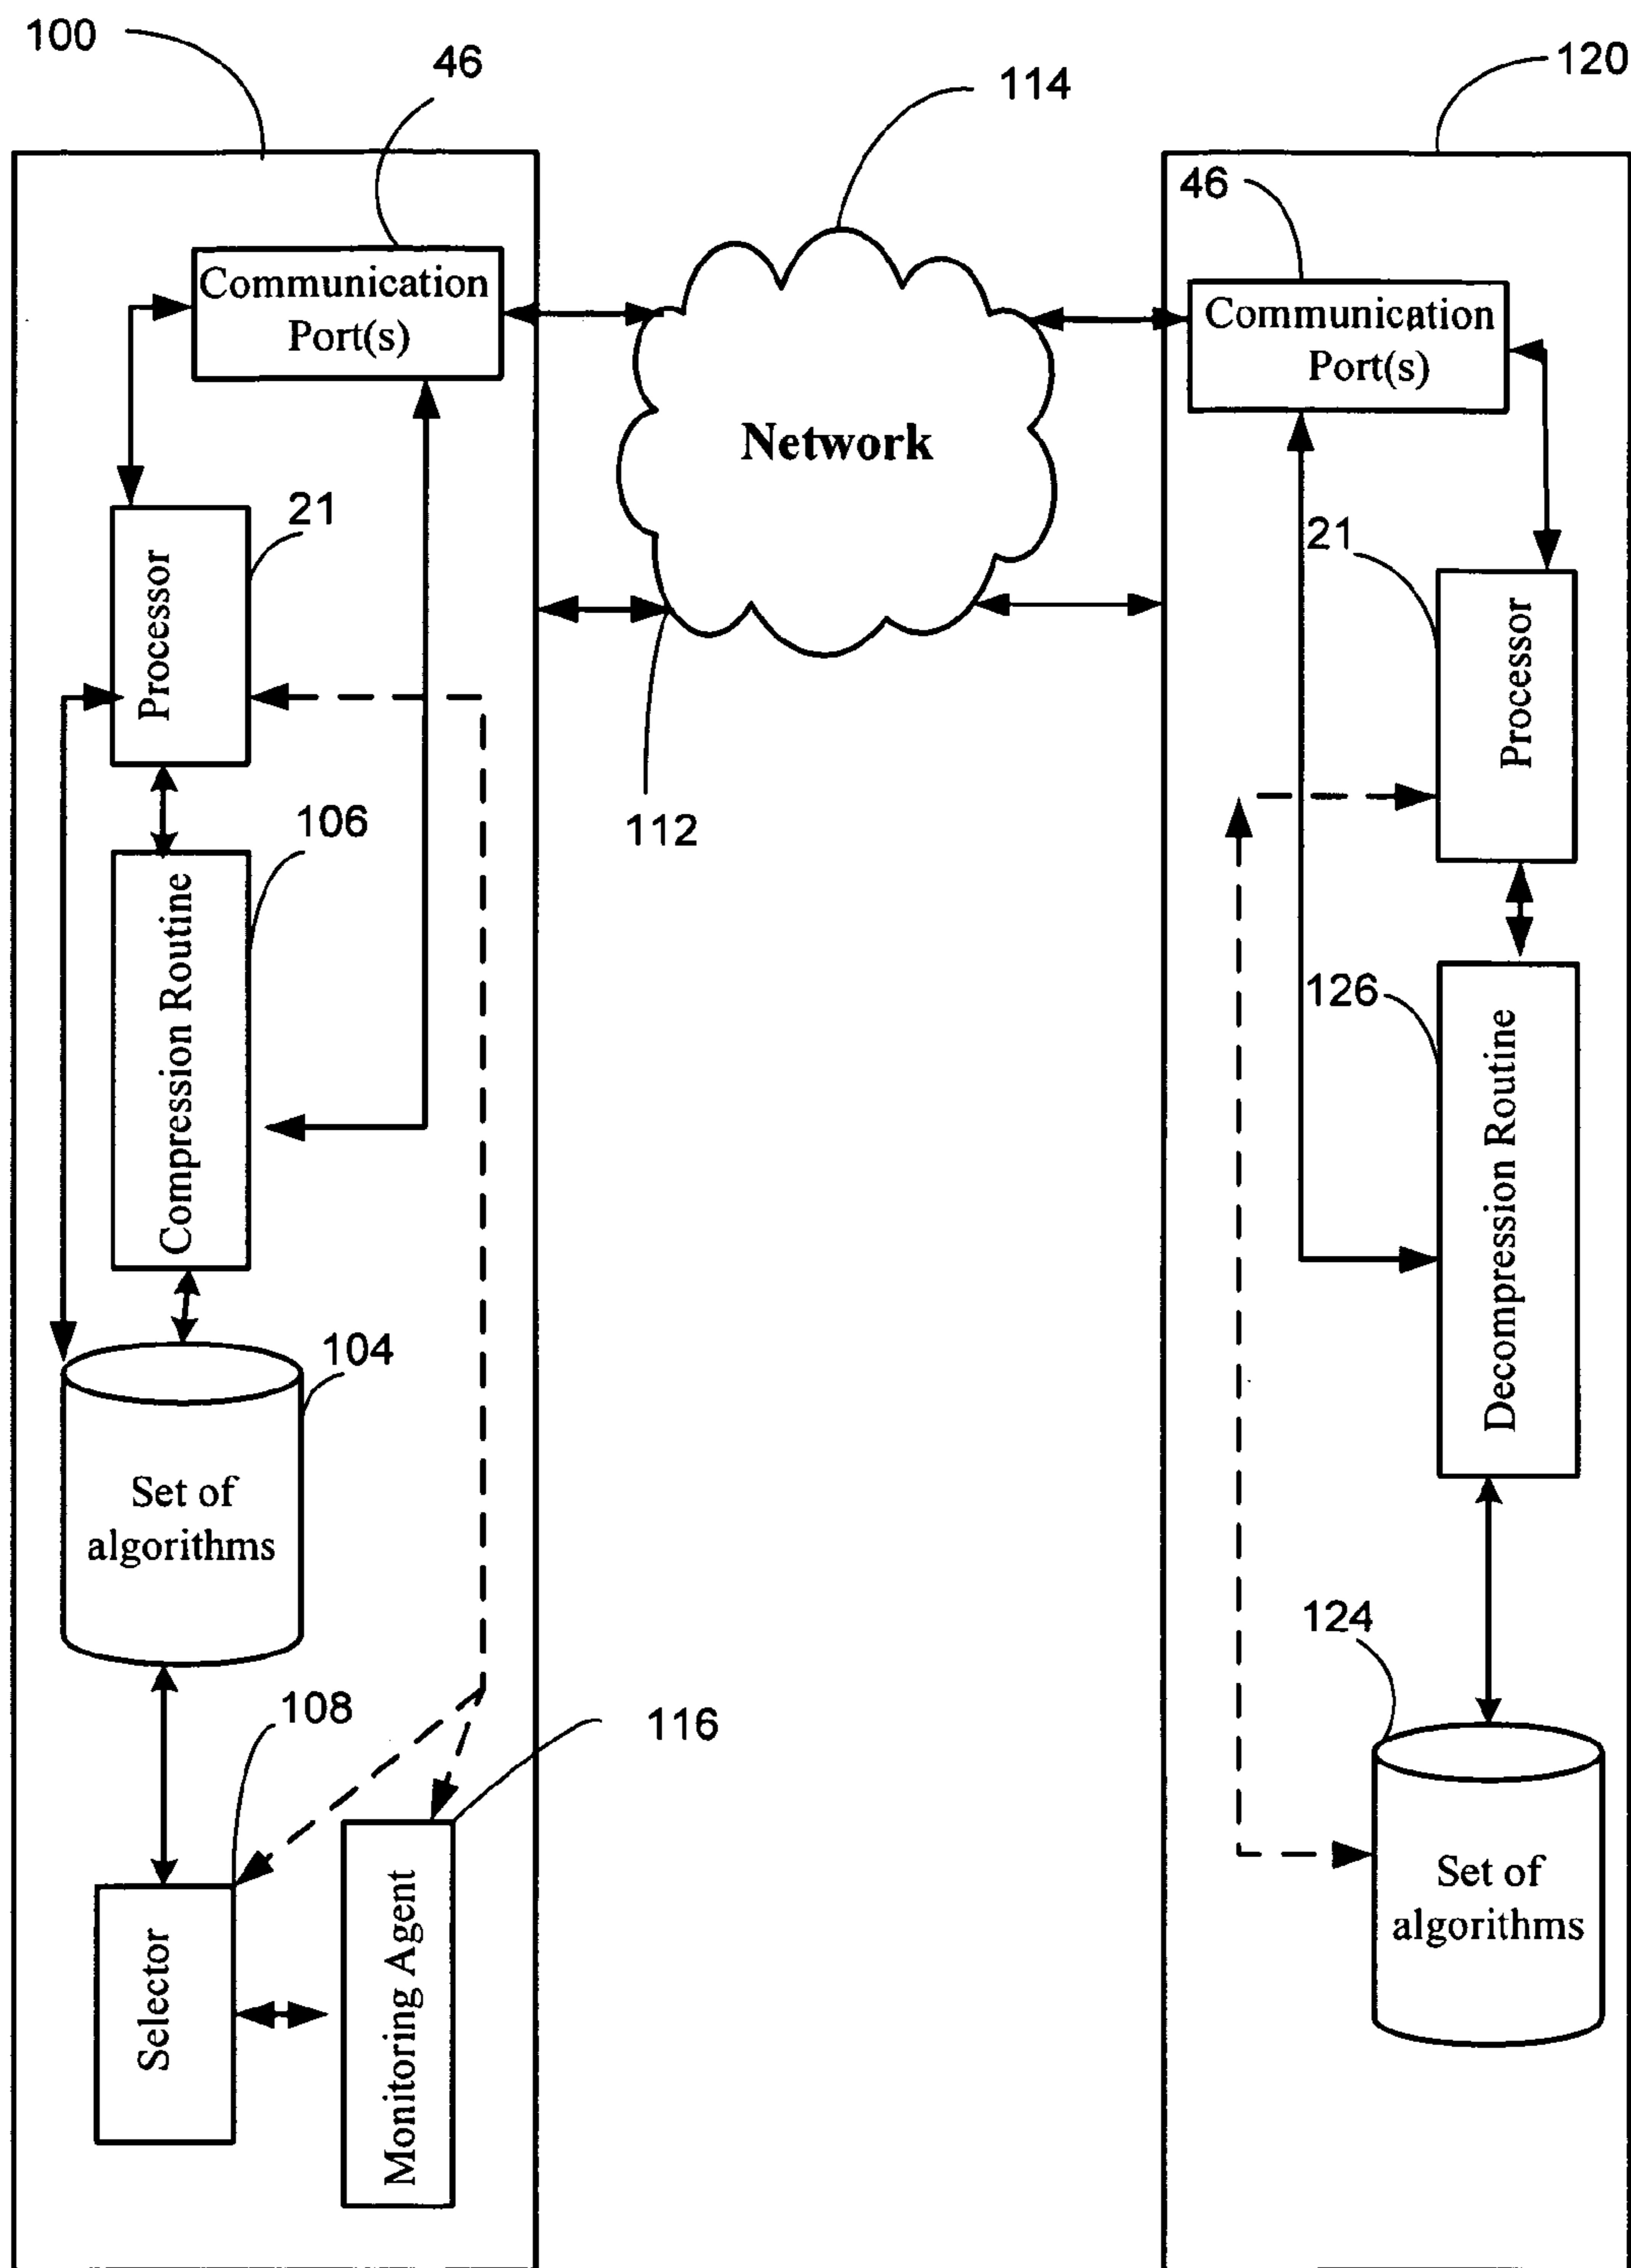 100
46
114
120
Communication
Port(s)
46
Communication
Port(s)
Network
21
Processor
21
Processor
112
106
Compression Routine
126
Decompression Routine
104
Set of
algorithms
124
Set of
algorithms
108
Selector
116
Monitoring Agent